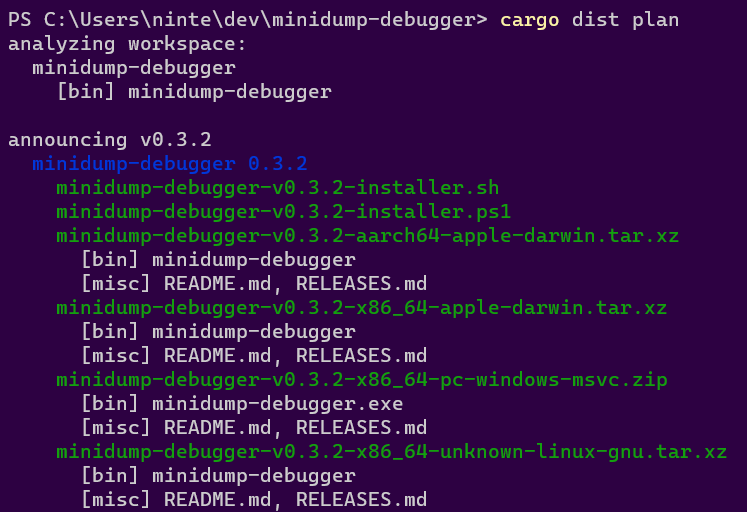 PS C:\Users\ninte\dev\minidump-debugger> cargo dist plan
analyzing workspace:
  minidump-debugger
    [bin] minidump-debugger

announcing v0.3.2
  minidump-debugger 0.3.2
    minidump-debugger-v0.3.2-installer.sh
    minidump-debugger-v0.3.2-installer.ps1
    minidump-debugger-v0.3.2-aarch64-apple-darwin.tar.xz
      [bin] minidump-debugger
      [misc] README.md, RELEASES.md
    minidump-debugger-v0.3.2-x86_64-apple-darwin.tar.xz
      [bin] minidump-debugger
      [misc] README.md, RELEASES.md
    minidump-debugger-v0.3.2-x86_64-pc-windows-msvc.zip
      [bin] minidump-debugger.exe
      [misc] README.md, RELEASES.md
    minidump-debugger-v0.3.2-x86_64-unknown-linux-gnu.tar.xz
      [bin] minidump-debugger
      [misc] README.md, RELEASES.md